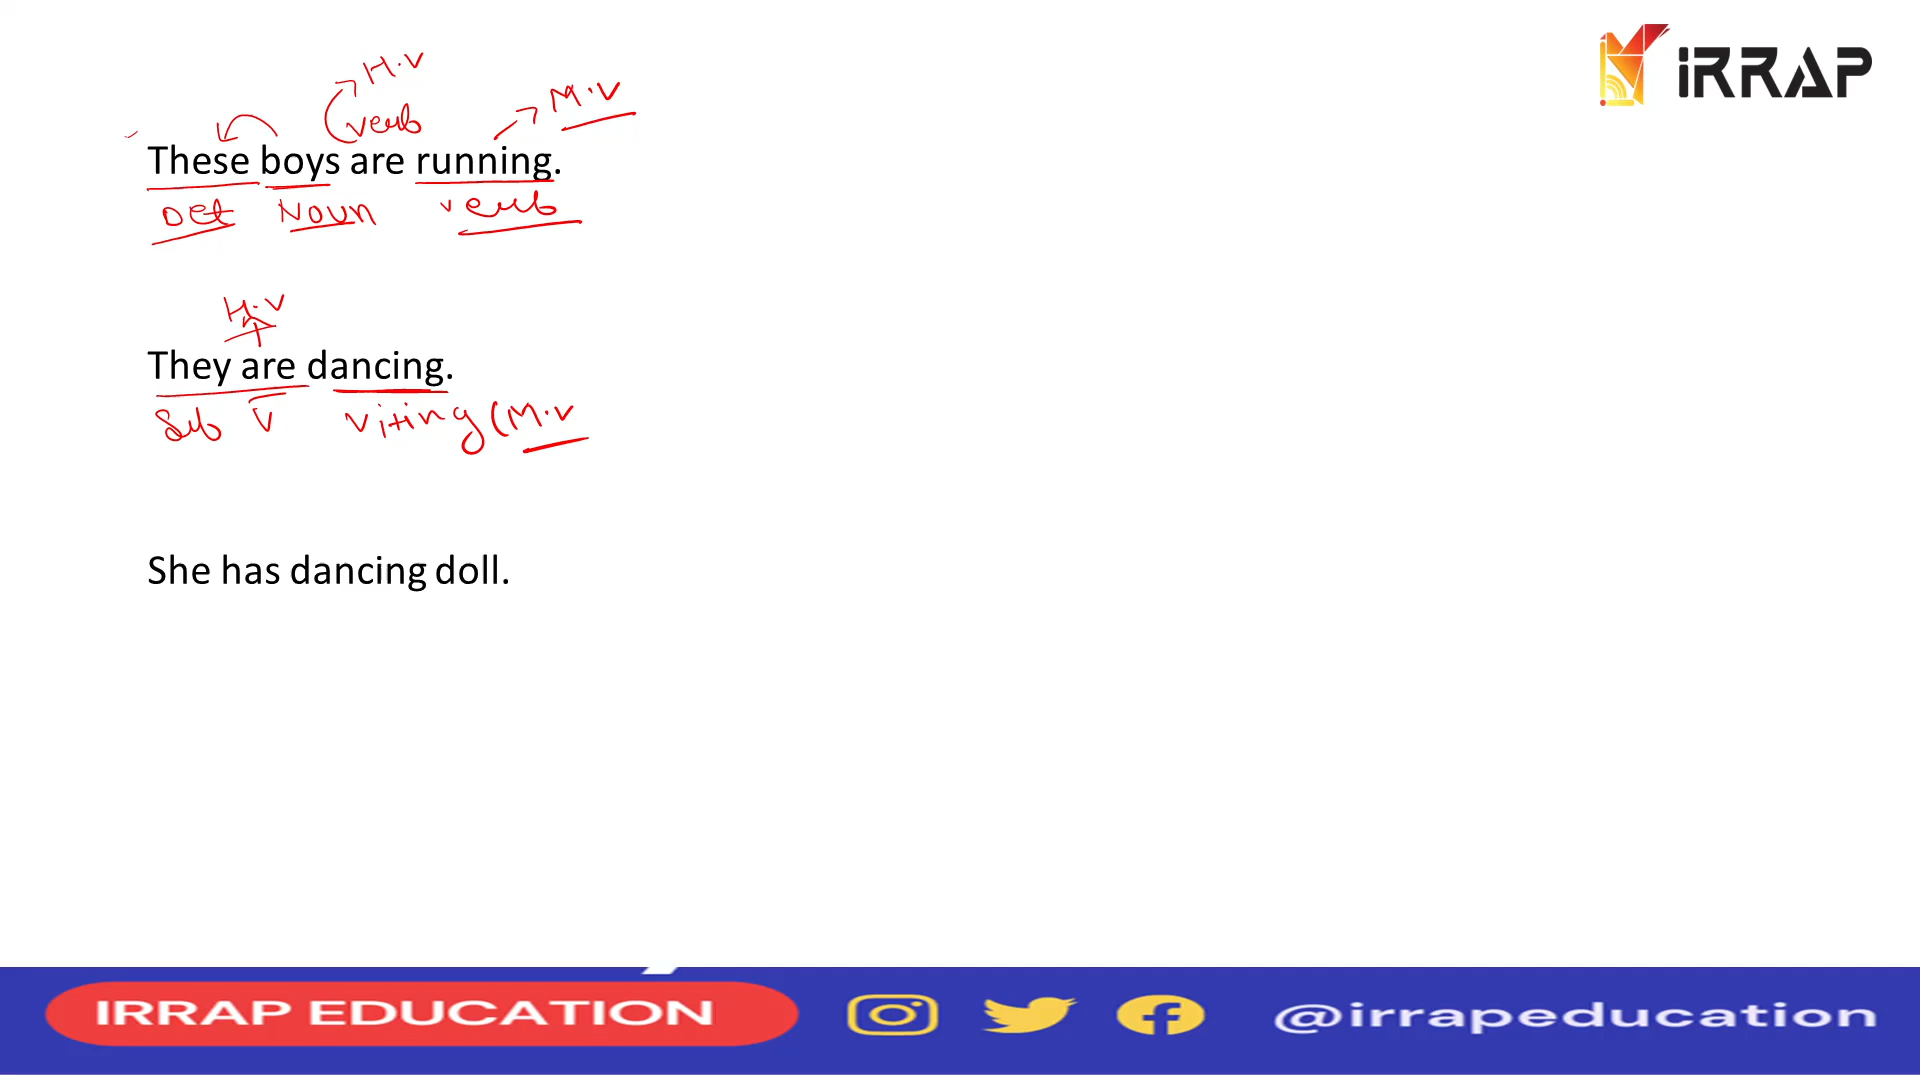 iRRAP
H.V
verb
M.V
These boys are running.
Det Noun verb
H.V
They are dancing.
Sub V V1+ing (M.V
She has dancing doll.
IRRAP EDUCATION @irrapeducation